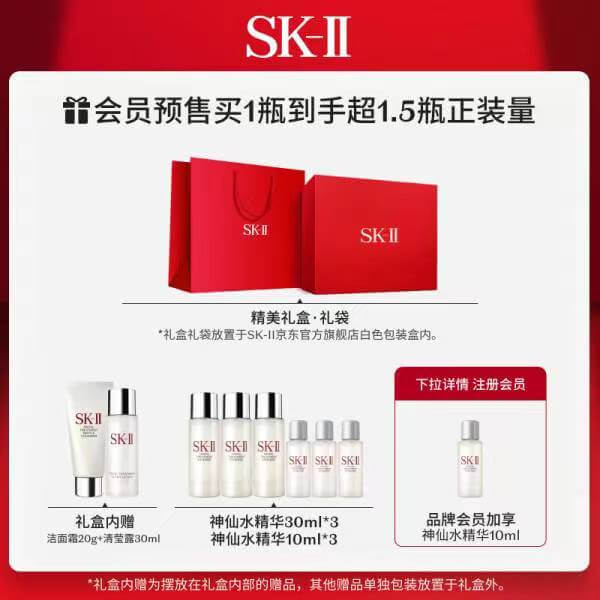 SK-II
会员预售买1瓶到手超1.5瓶正装量
SK-II
SK-II
精美礼盒·礼袋
*礼盒礼袋放置于SK-II京东官方旗舰店白色包装盒内。
下拉详情 注册会员
SK-II
SK-II
SK-II
SK-II
SK-II
SK-II
SK-II
SK-II
SK-II
礼盒内赠
洁面霜20g+清莹露30ml
神仙水精华30ml*3
神仙水精华10ml*3
品牌会员加享
神仙水精华10ml
*礼盒内赠为摆放在礼盒内部的赠品，其他赠品单独包装放置于礼盒外。